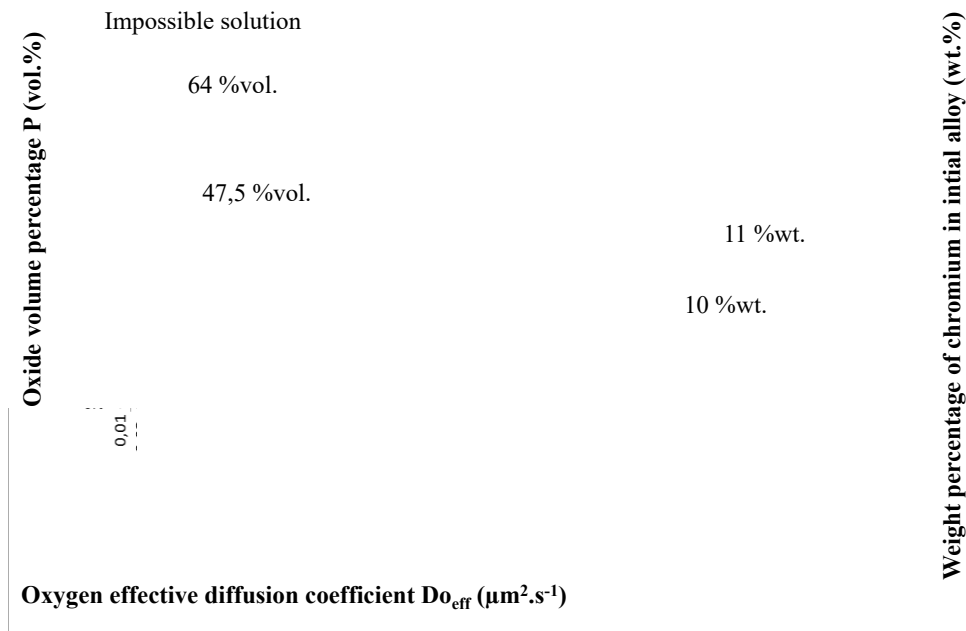 Impossible solution
Oxide volume percentage P (vol.%)
64 %vol.
47,5 %vol.
11 %wt.
10 %wt.
Weight percentage of chromium in intial alloy (wt.%)
0,01
Oxygen effective diffusion coefficient Do_eff (µm².s⁻¹)